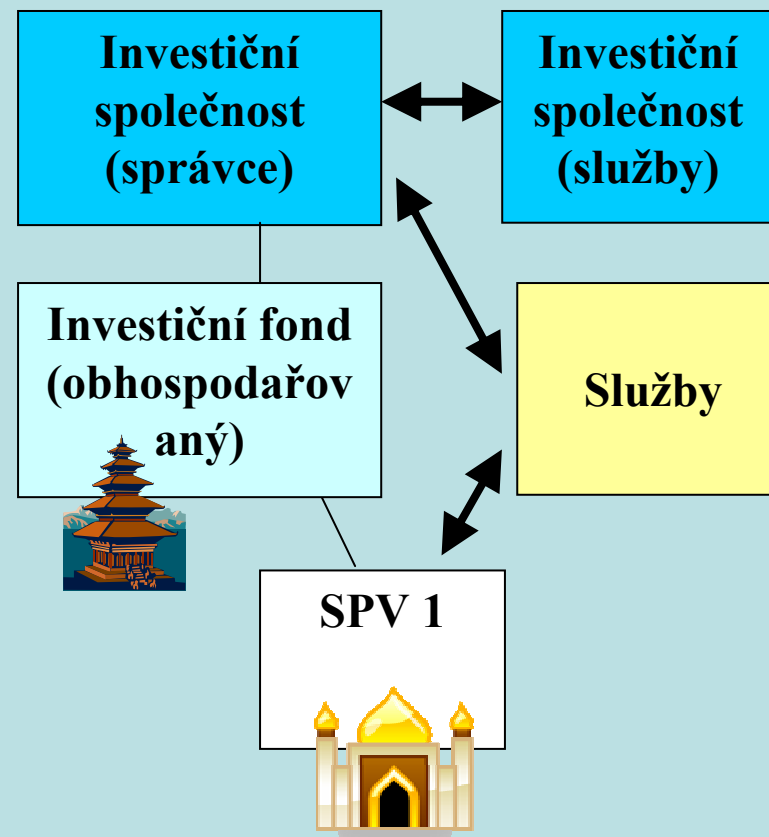 Investiční
společnost
(správce)
Investiční
společnost
(služby)
Investiční fond
(obhospodařov
aný)
Služby
SPV 1